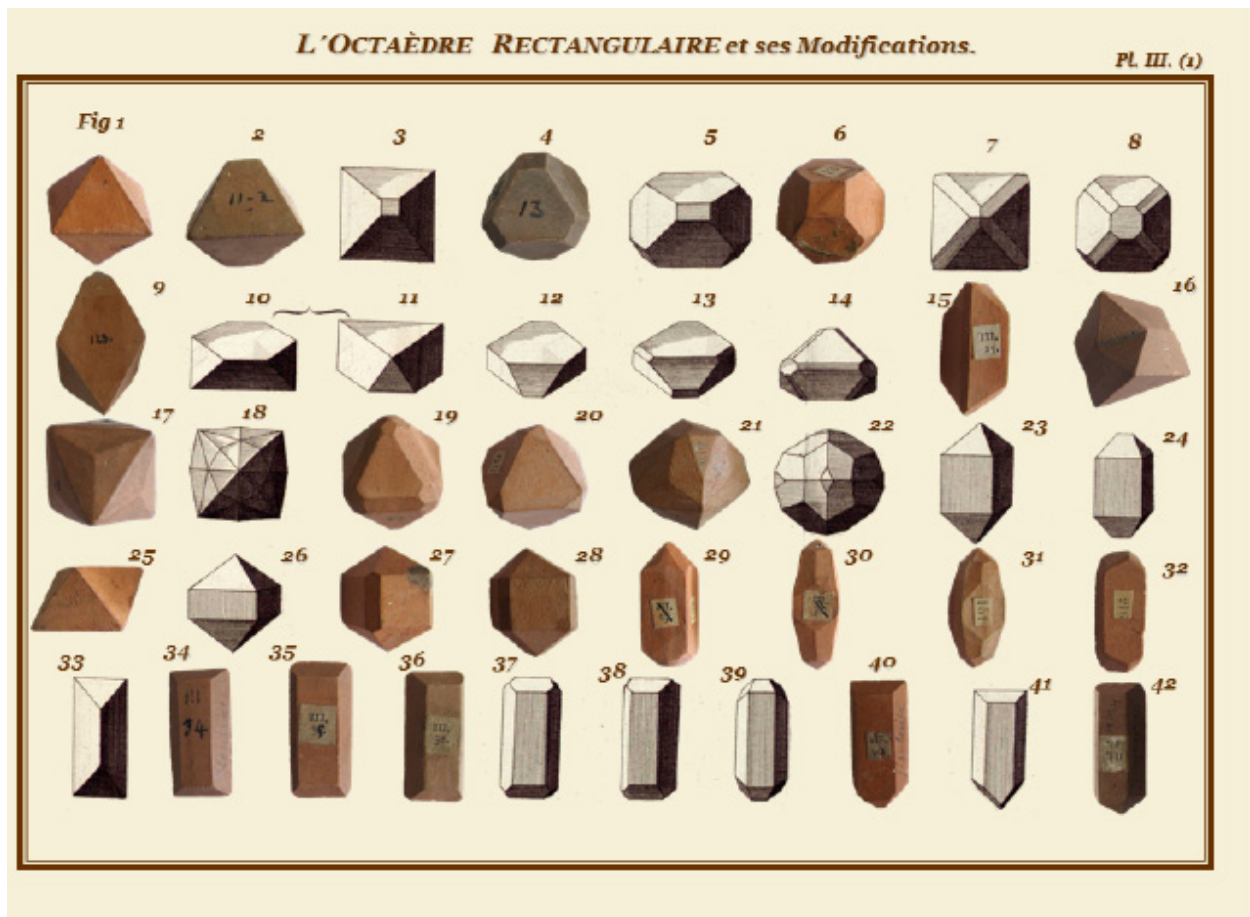 L´OCTAÈDRE RECTANGULAIRE et ses Modifications.
Pl. III. (1)
Fig 1 2 3 4 5 6 7 8
11-2
13
9 10 11 12 13 14 15 16
17 18 19 20 21 22 23 24
25 26 27 28 29 30 31 32
33 34 35 36 37 38 39 40 41 42
34